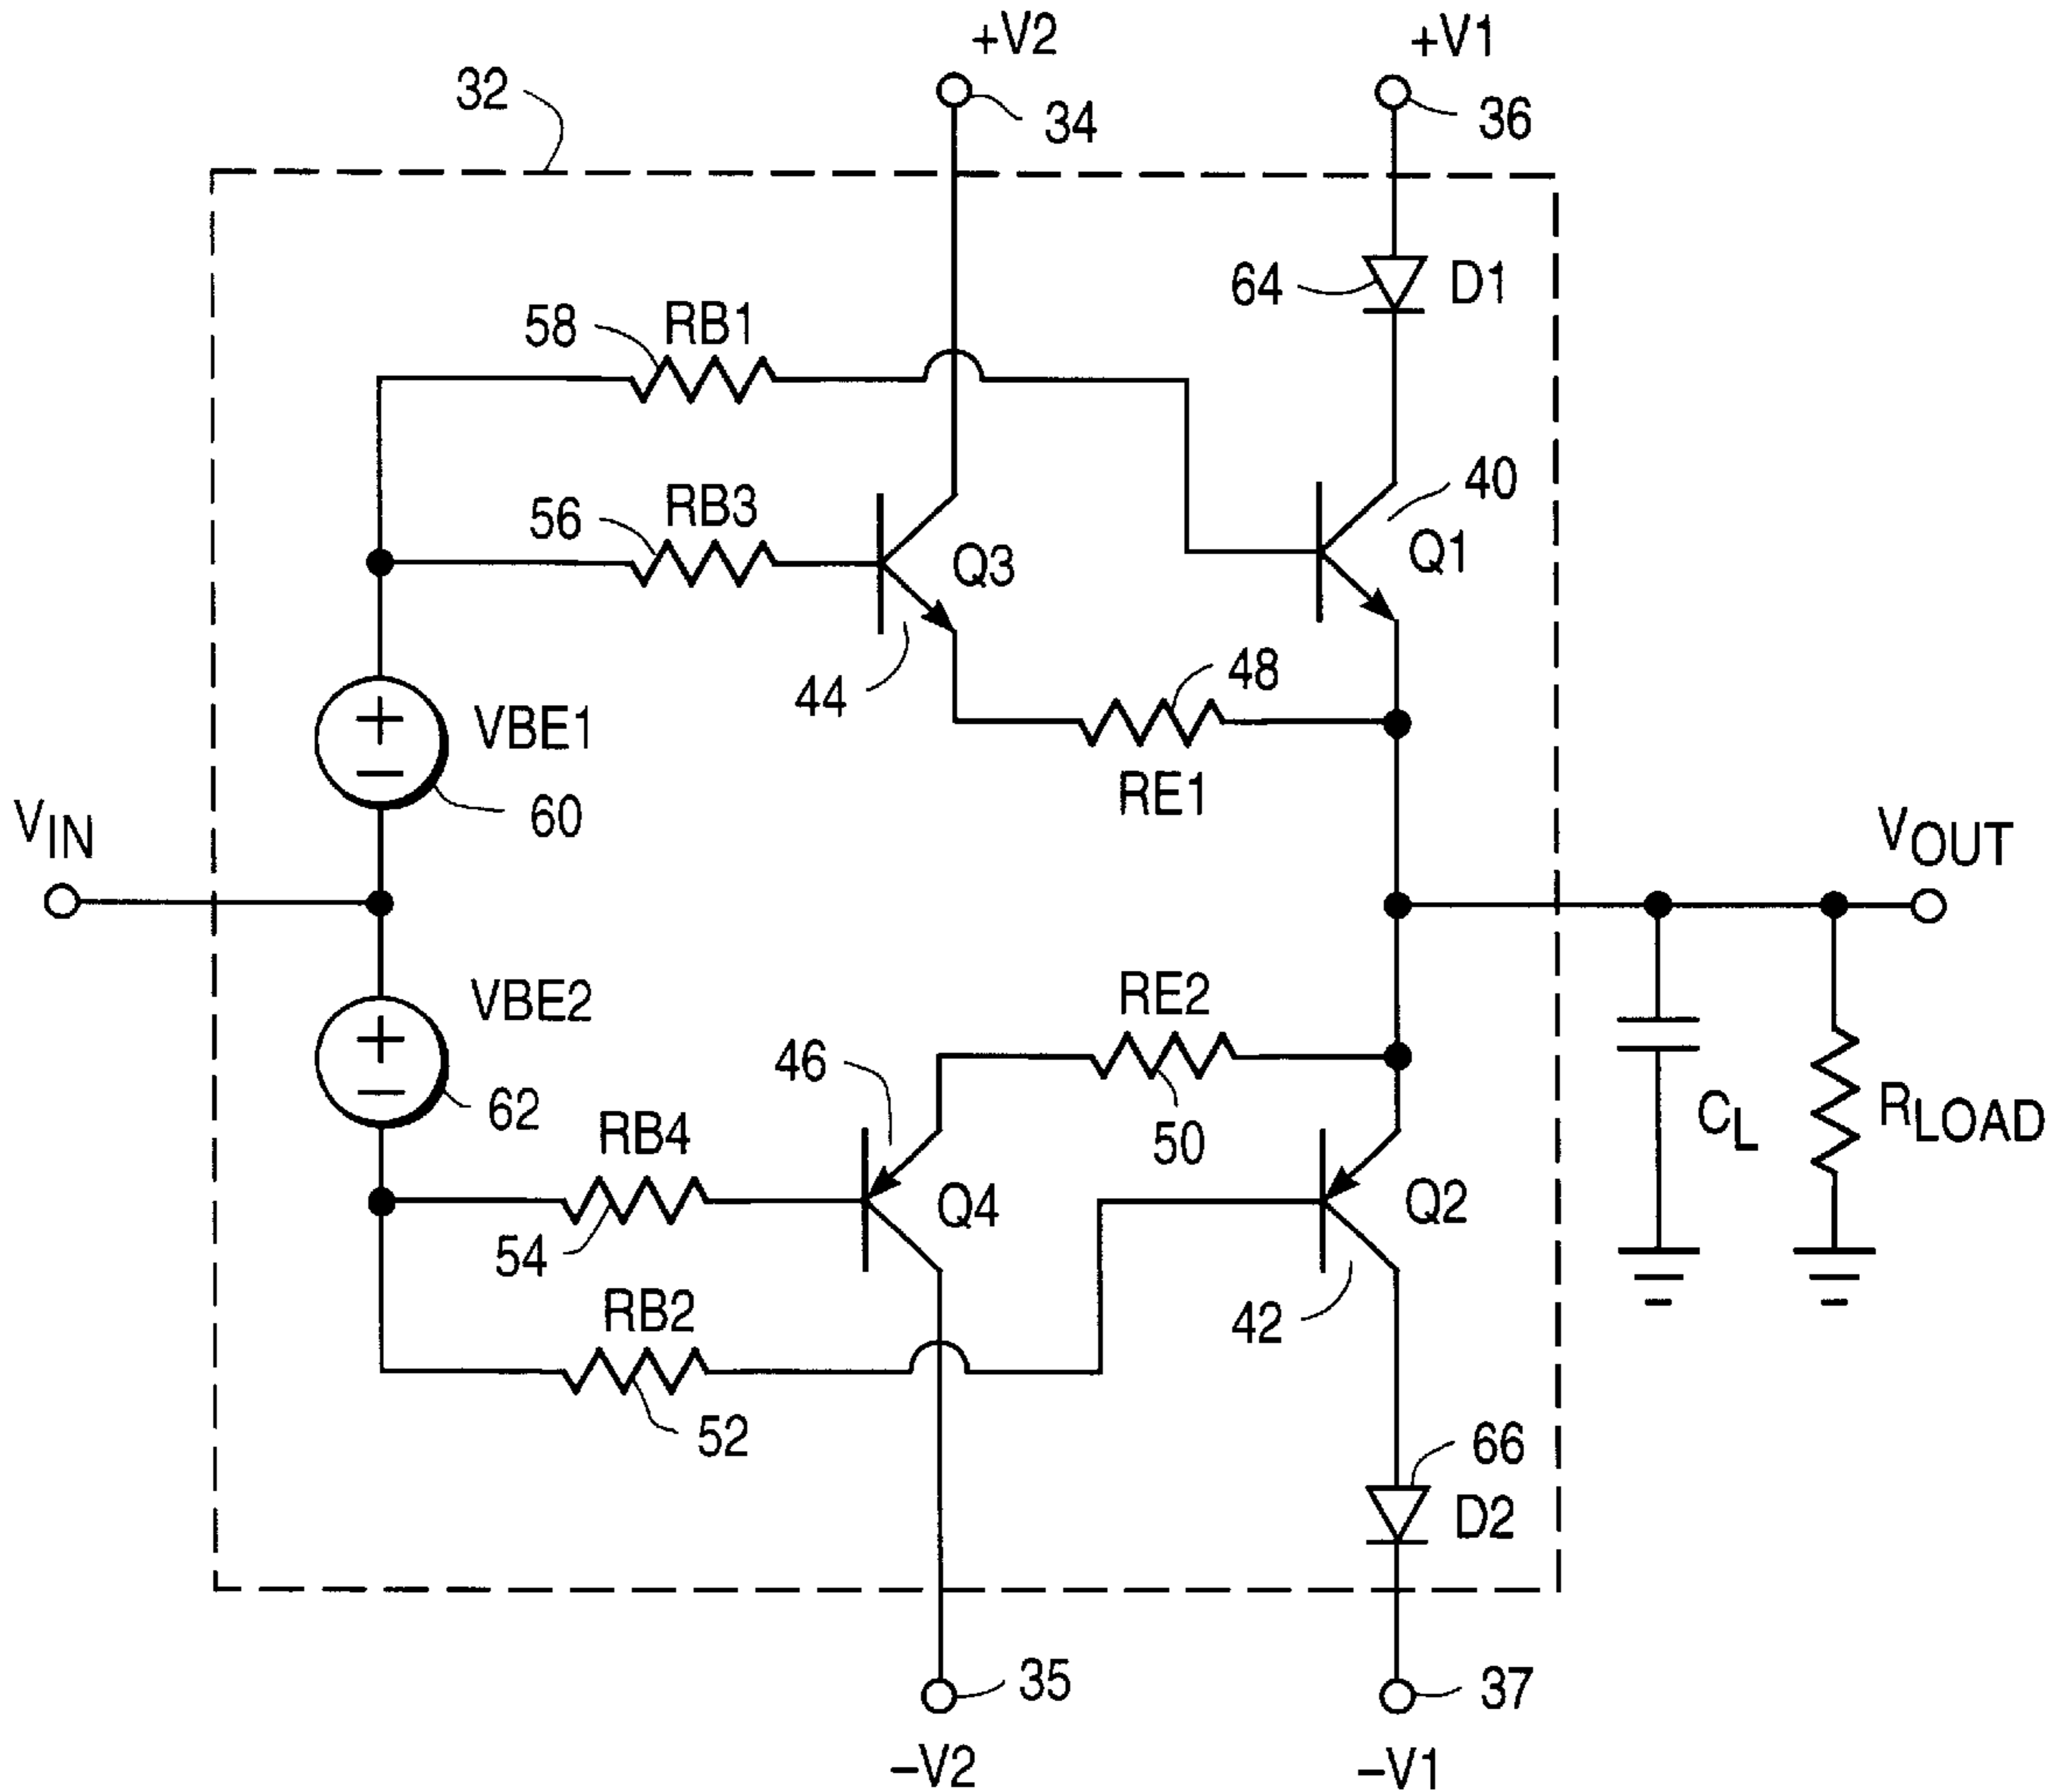 +V2
+V1
32
34
36
64
D1
58
RB1
40
56
RB3
Q3
Q1
48
44
VBE1
RE1
60
VIN
VOUT
VBE2
RE2
46
62
RB4
50
CL
RLOAD
54
Q4
Q2
RB2
42
52
66
D2
35
37
–V2
–V1